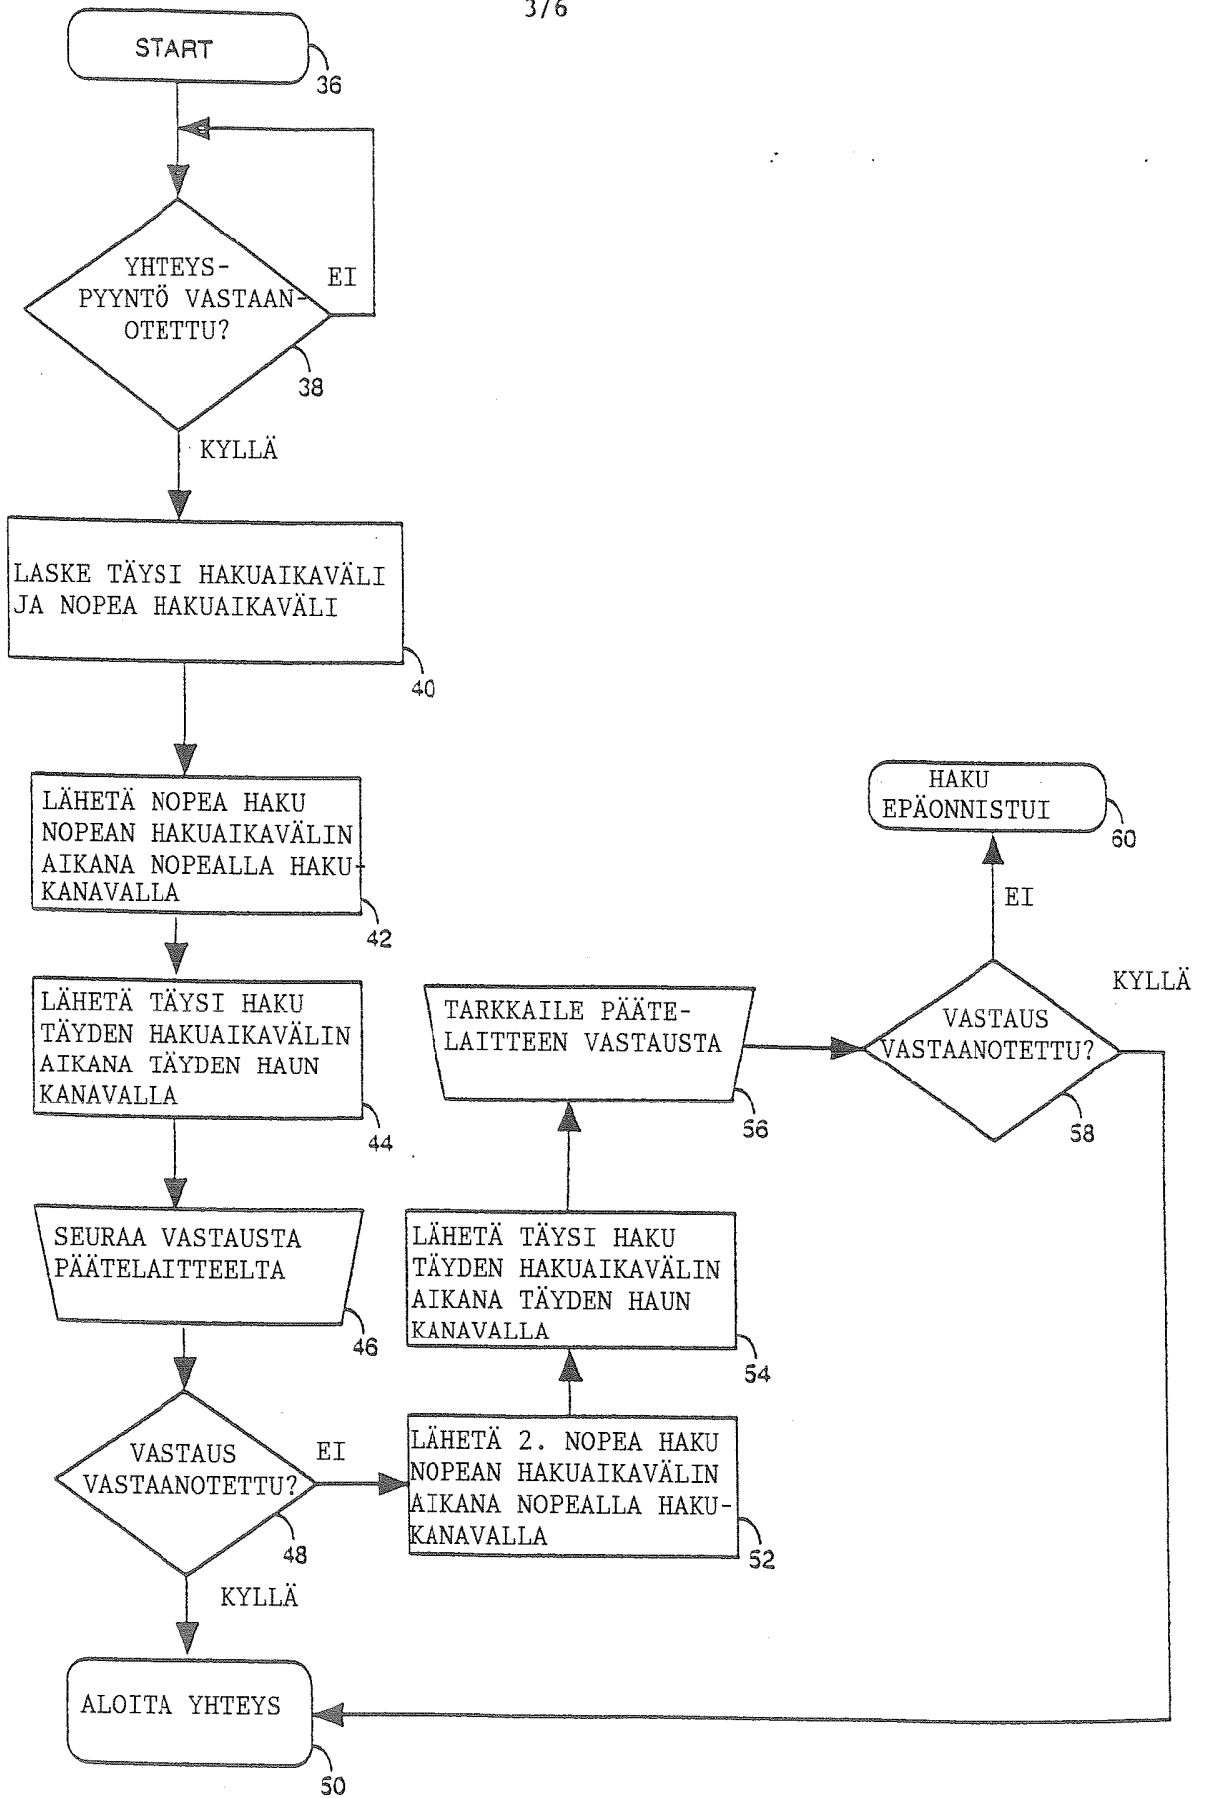 3/6
START
36
YHTEYS-
PYYNTÖ VASTAAN-
OTETTU?
EI
38
KYLLÄ
LASKE TÄYSI HAKUAIKAVÄLI
JA NOPEA HAKUAIKAVÄLI
40
LÄHETÄ NOPEA HAKU
NOPEAN HAKUAIKAVÄLIN
AIKANA NOPEALLA HAKU-
KANAVALLA
42
LÄHETÄ TÄYSI HAKU
TÄYDEN HAKUAIKAVÄLIN
AIKANA TÄYDEN HAUN
KANAVALLA
44
SEURAA VASTAUSTA
PÄÄTELAITTEELTA
46
VASTAUS
VASTAANOTETTU?
EI
48
KYLLÄ
ALOITA YHTEYS
50
LÄHETÄ 2. NOPEA HAKU
NOPEAN HAKUAIKAVÄLIN
AIKANA NOPEALLA HAKU-
KANAVALLA
52
LÄHETÄ TÄYSI HAKU
TÄYDEN HAKUAIKAVÄLIN
AIKANA TÄYDEN HAUN
KANAVALLA
54
TARKKAILE PÄÄTE-
LAITTEEN VASTAUSTA
56
VASTAUS
VASTAANOTETTU?
58
KYLLÄ
EI
HAKU
EPÄONNISTUI
60